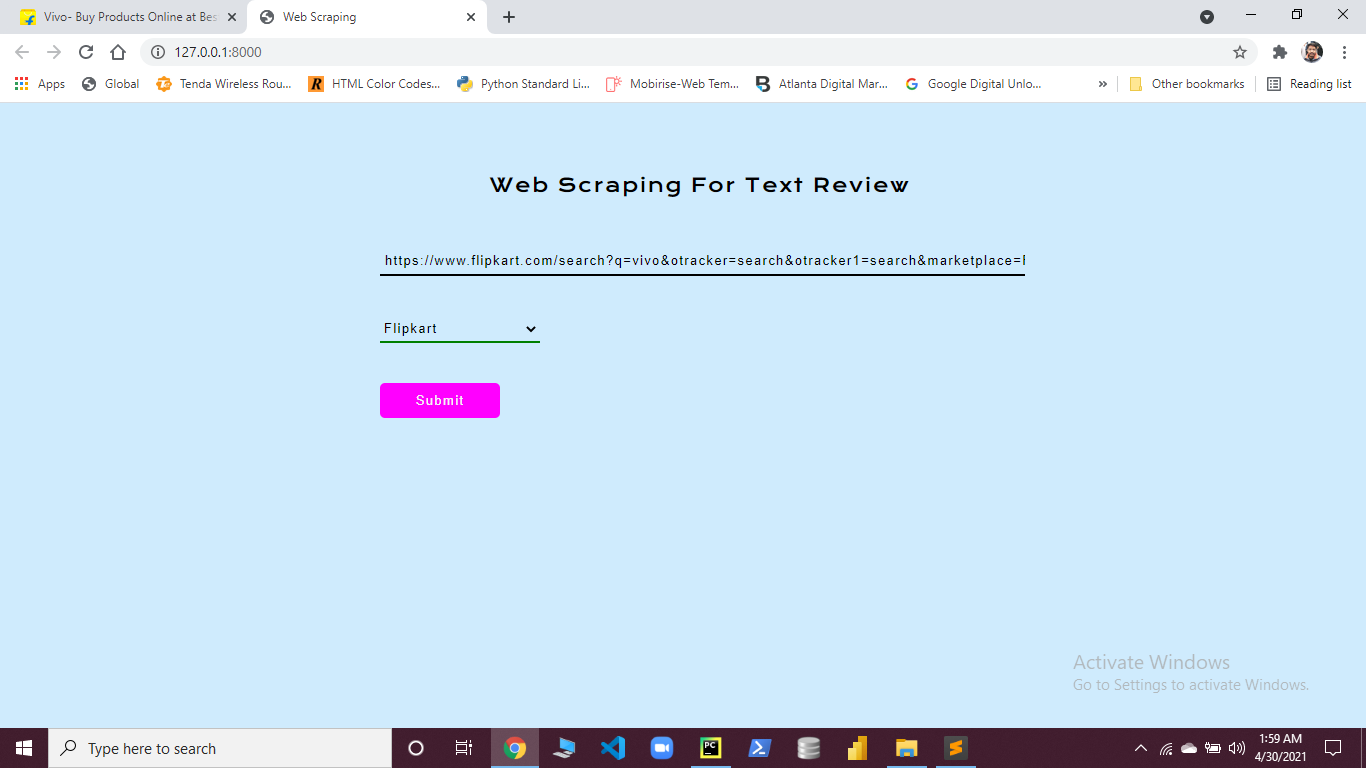 Vivo- Buy Products Online at Bes
Web Scraping
127.0.0.1:8000
Apps
Global
Tenda Wireless Rou...
HTML Color Codes...
Python Standard Li...
Mobirise-Web Tem...
Atlanta Digital Mar...
Google Digital Unlo...
»
Other bookmarks
Reading list
Web Scraping For Text Review
https://www.flipkart.com/search?q=vivo&otracker=search&otracker1=search&marketplace=
Flipkart
Submit
Activate Windows
Go to Settings to activate Windows.
Type here to search
PC
1:59 AM
4/30/2021